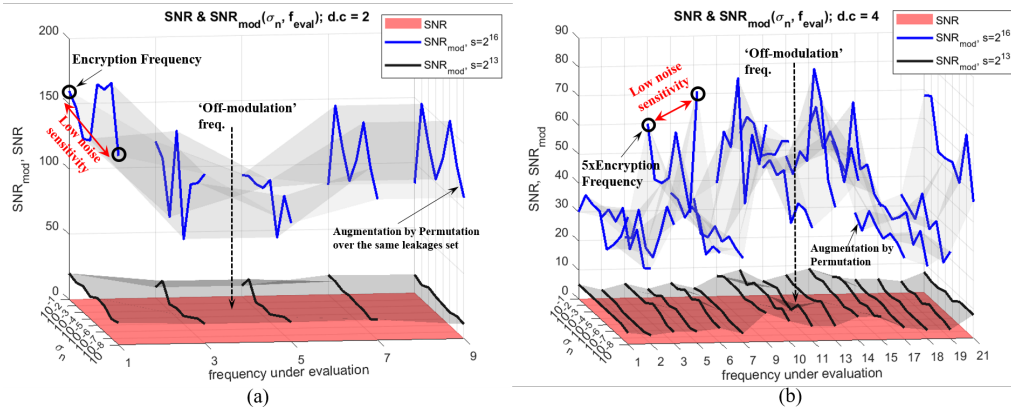 SNR & SNRmod(σn, feval); d.c = 2
SNR
SNRmod, s=2^16
SNRmod, s=2^13
Encryption Frequency
Low noise
sensitivity
‘Off-modulation’
freq.
Augmentation by Permutation
over the same leakages set
SNRmod, SNR
200
150
100
50
0
σn
1
3
5
7
9
frequency under evaluation
(a)
SNR & SNRmod(σn, feval); d.c = 4
SNR
SNRmod, s=2^16
SNRmod, s=2^13
‘Off-modulation’
freq.
Low noise
sensitivity
5xEncryption
Frequency
Augmentation by
Permutation
SNR, SNRmod
90
80
70
60
50
40
30
20
10
0
σn
1 2 3 5 6 7 9 10 11 13 14 15 17 18 19 21
frequency under evaluation
(b)